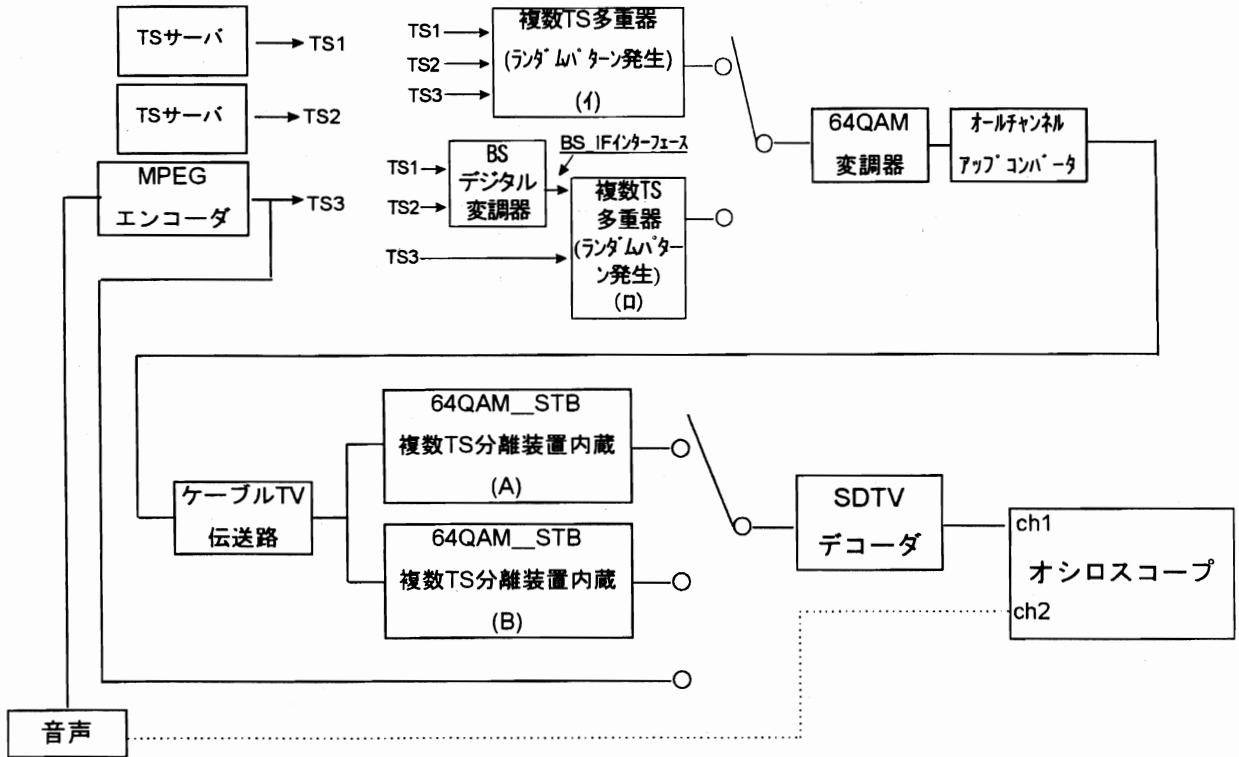 TSサーバ
TS1
TSサーバ
TS2
MPEG
エンコーダ
TS3
TS1
TS2
TS3
複数TS多重器
(ランダムパターン発生)
(イ)
TS1
TS2
TS3
BS
デジタル
変調器
BS_IFインターフェース
複数TS
多重器
(ランダムパター
ン発生)
(ロ)
64QAM
変調器
オールチャンネル
アップコンバータ
ケーブルTV
伝送路
64QAM__STB
複数TS分離装置内蔵
(A)
64QAM__STB
複数TS分離装置内蔵
(B)
SDTV
デコーダ
ch1
オシロスコープ
ch2
音声